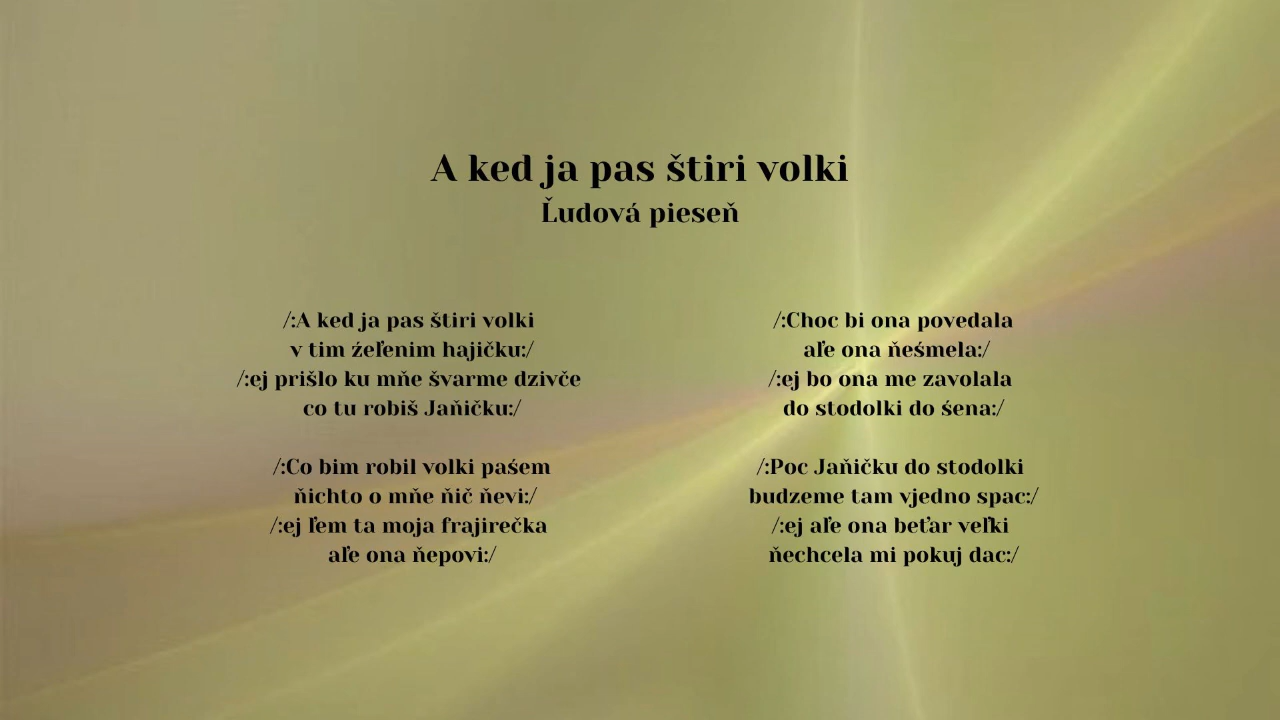 A ked ja pas štiri volki
Ľudová pieseň
/:A ked ja pas štiri volki
v tim źeľenim hajičku:/
/:ej prišlo ku mňe švarme dzivče
co tu robiš Jaňičku:/
/:Co bim robil volki paśem
ňichto o mňe ňič ňevi:/
/:ej ľem ta moja frajirečka
aľe ona ňepovi:/
/:Choc bi ona povedala
aľe ona ňeśmela:/
/:ej bo ona me zavolala
do stodolki do śena:/
/:Poc Jaňičku do stodolki
budzeme tam vjedno spac:/
/:ej aľe ona beťar veľki
ňechcela mi pokuj dac:/